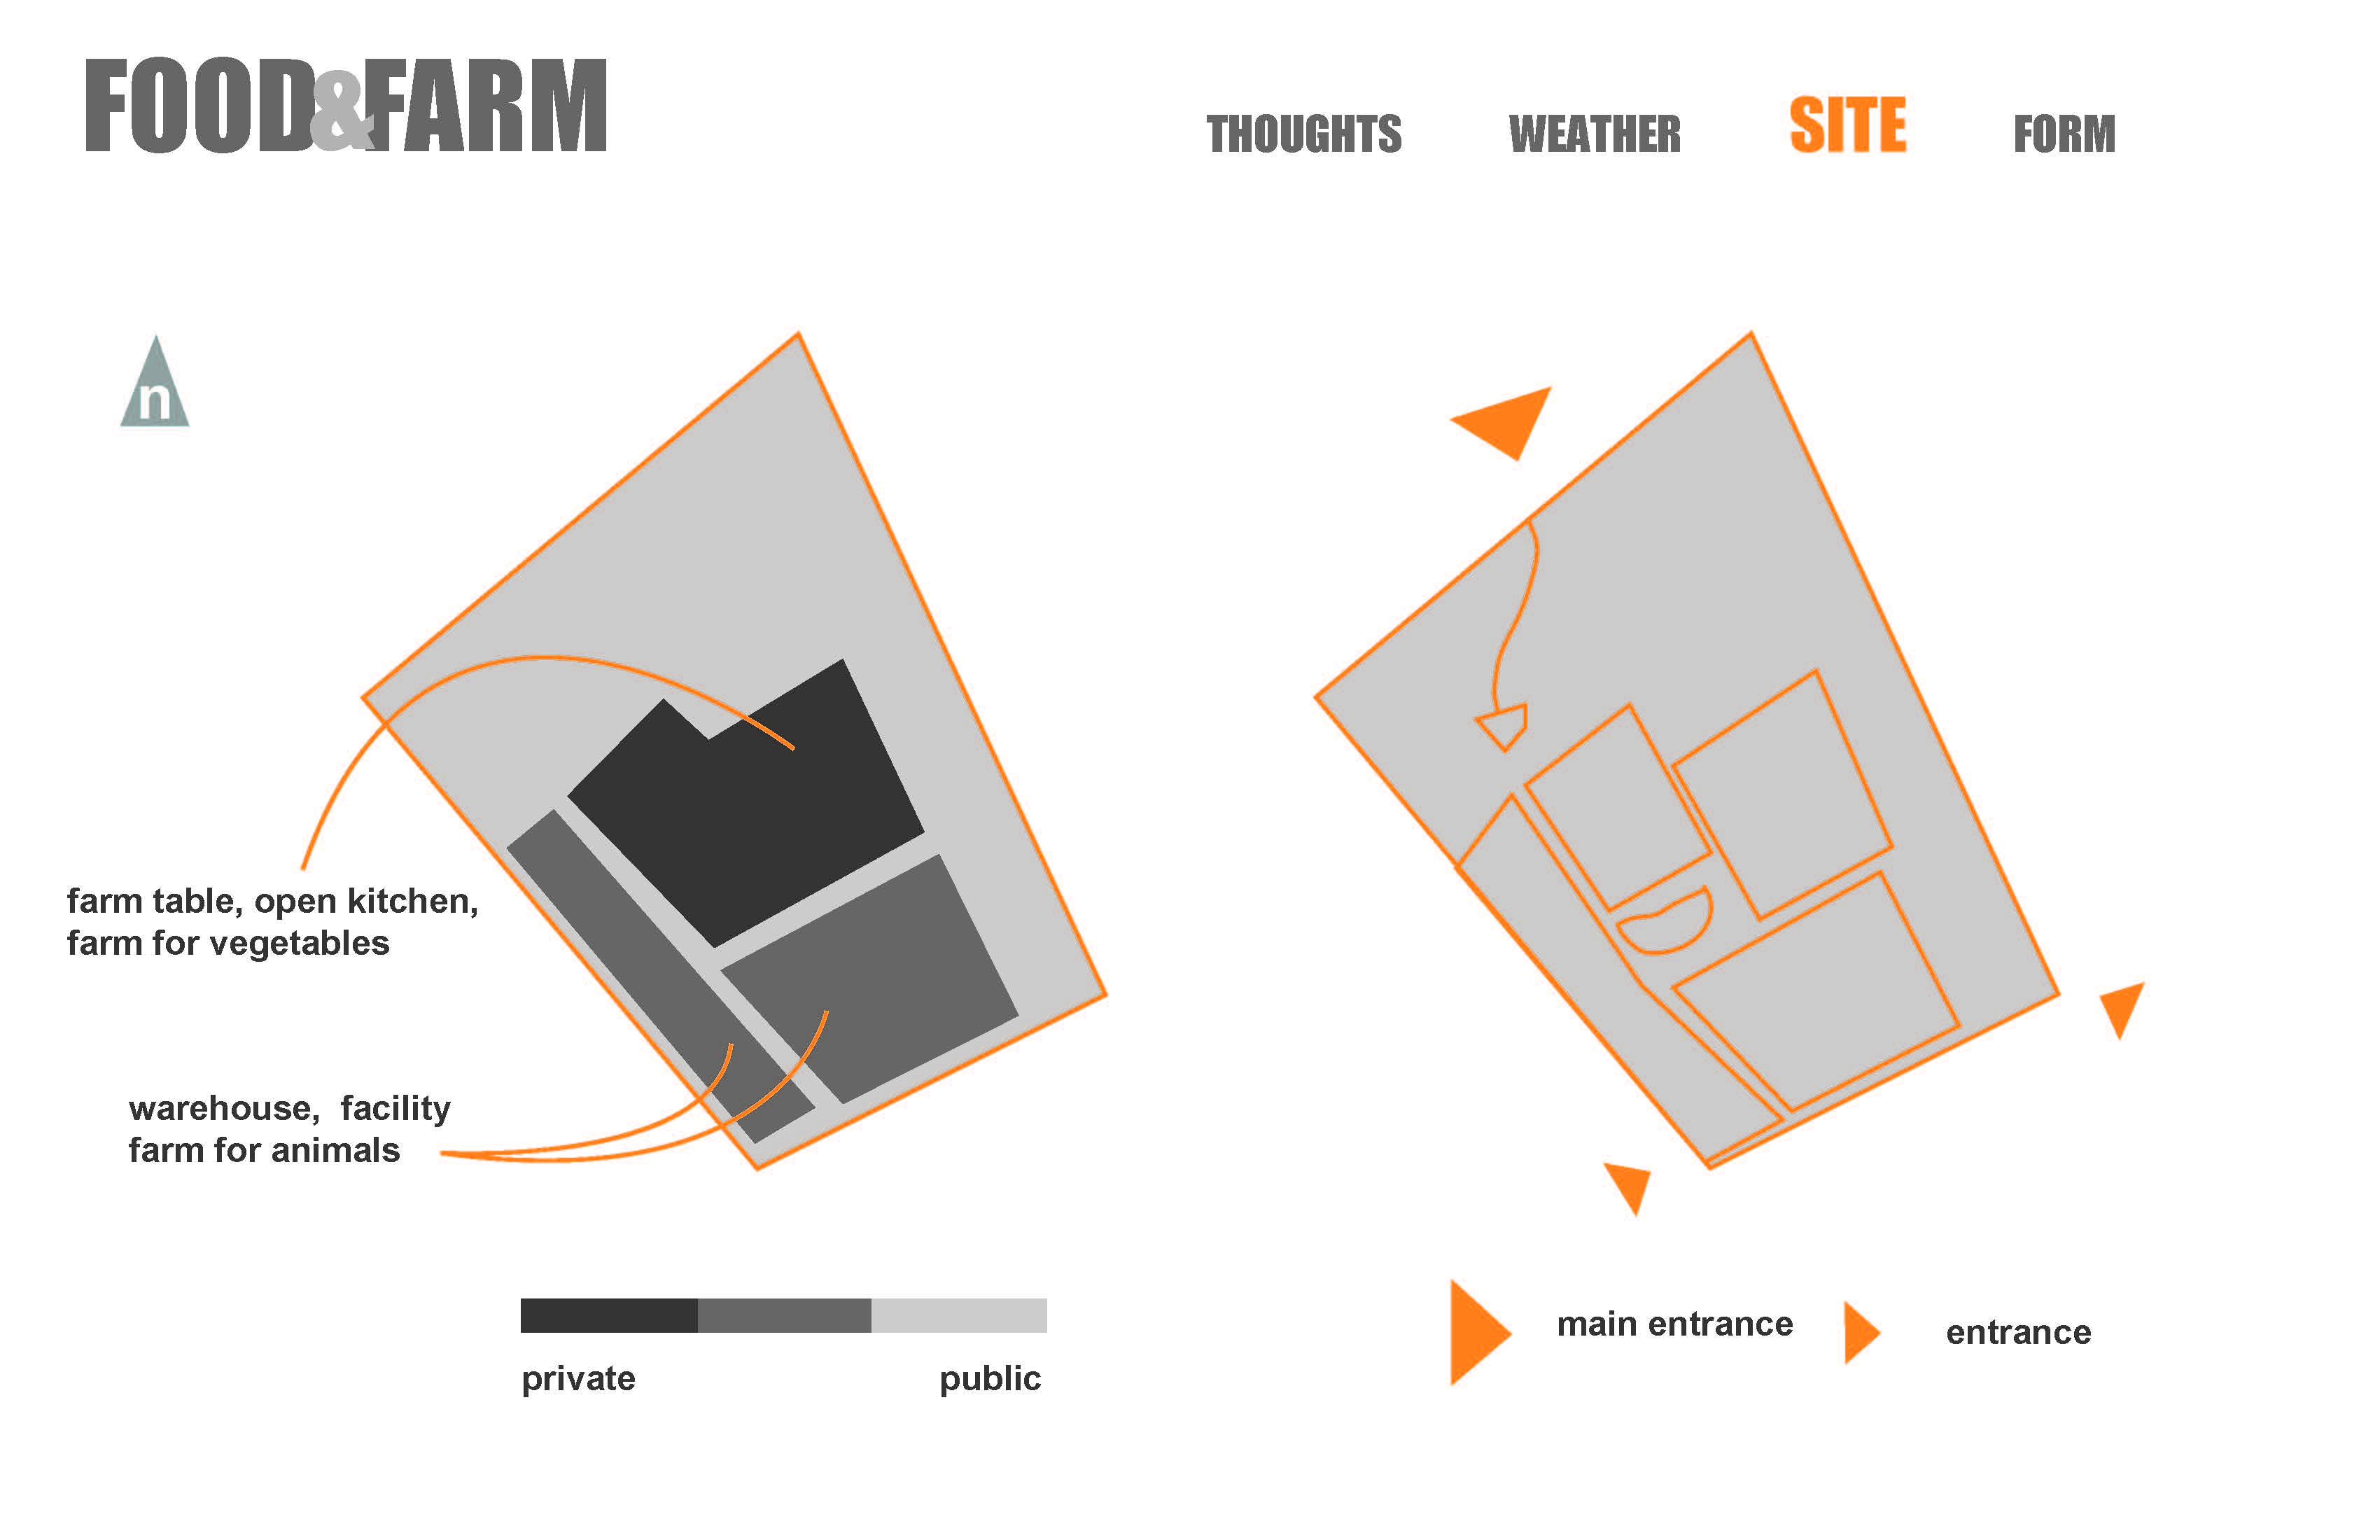 FOOD&FARM
THOUGHTS WEATHER SITE FORM
n
farm table, open kitchen,
farm for vegetables
warehouse, facility
farm for animals
private public
main entrance entrance